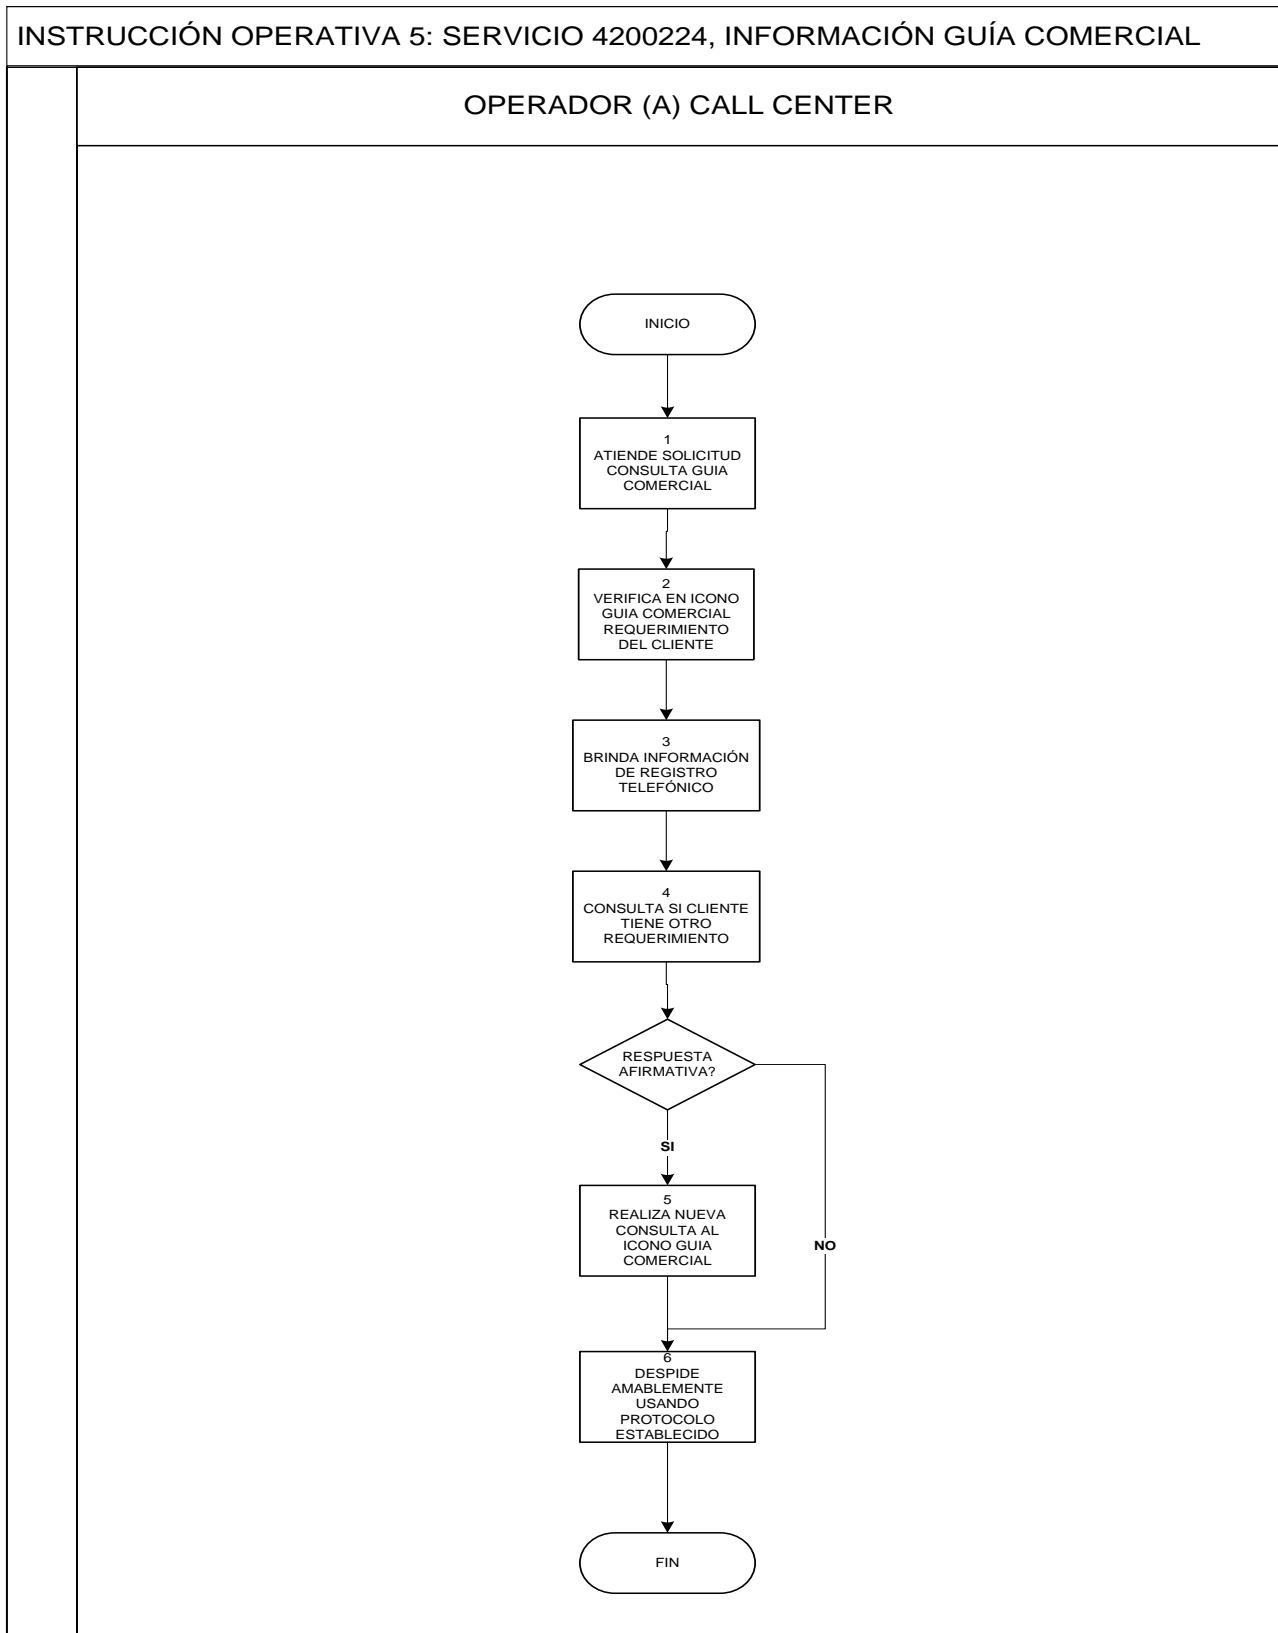 INSTRUCCIÓN OPERATIVA 5: SERVICIO 4200224, INFORMACIÓN GUÍA COMERCIAL
OPERADOR (A) CALL CENTER
INICIO
1
ATIENDE SOLICITUD
CONSULTA GUIA
COMERCIAL
2
VERIFICA EN ICONO
GUIA COMERCIAL
REQUERIMIENTO
DEL CLIENTE
3
BRINDA INFORMACIÓN
DE REGISTRO
TELEFÓNICO
4
CONSULTA SI CLIENTE
TIENE OTRO
REQUERIMIENTO
RESPUESTA
AFIRMATIVA?
SI
5
REALIZA NUEVA
CONSULTA AL
ICONO GUIA
COMERCIAL
NO
6
DESPIDE
AMABLEMENTE
USANDO
PROTOCOLO
ESTABLECIDO
FIN